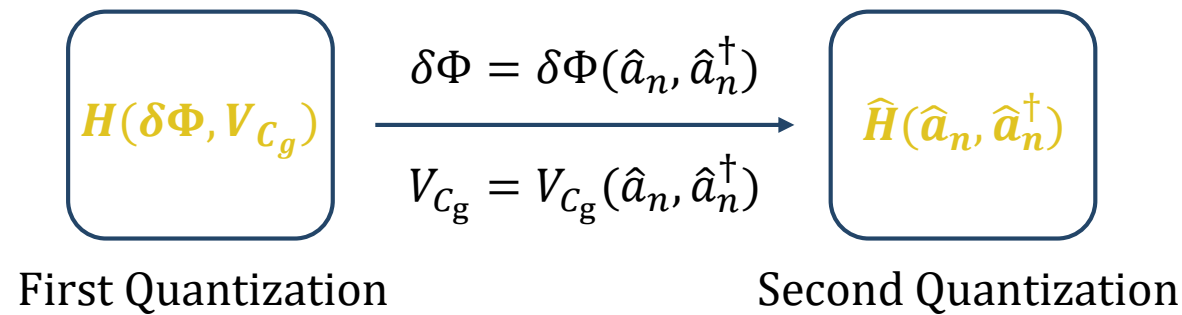 δΦ = δΦ(â_n, â_n^†)
H(δΦ, V_{C_g})
Ĥ(â_n, â_n^†)
V_{C_g} = V_{C_g}(â_n, â_n^†)
First Quantization
Second Quantization